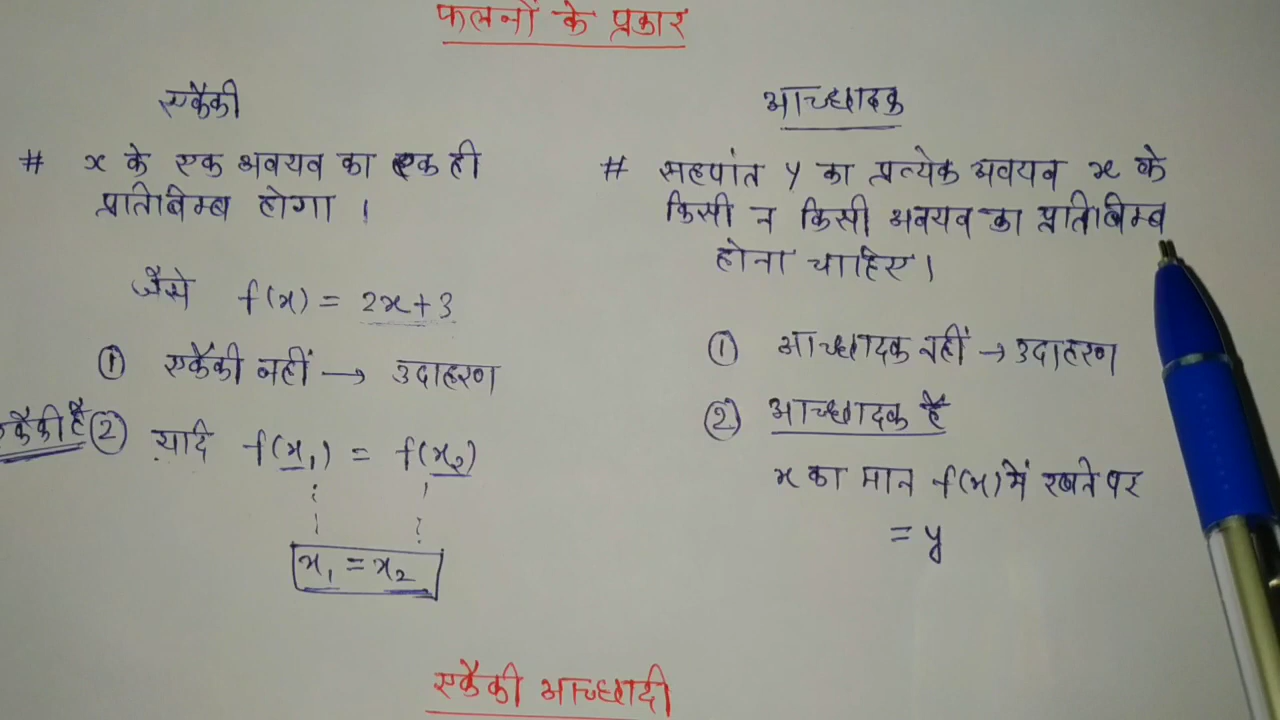 फलनों के प्रकार
एकैकी
# x के एक अवयव का एक ही
प्रतिबिम्ब होगा ।
जैसे f(x) = 2x+3
① एकैकी नहीं → उदाहरण
एकैकी है ② यदि f(x₁) = f(x₂)
x₁ = x₂
आच्छादक
# सहप्रांत y का प्रत्येक अवयव x के
किसी न किसी अवयव का प्रतिबिम्ब
होना चाहिए ।
① आच्छादक नहीं → उदाहरण
② आच्छादक है
x का मान f(x) में रखने पर
= y
एकैकी आच्छादी